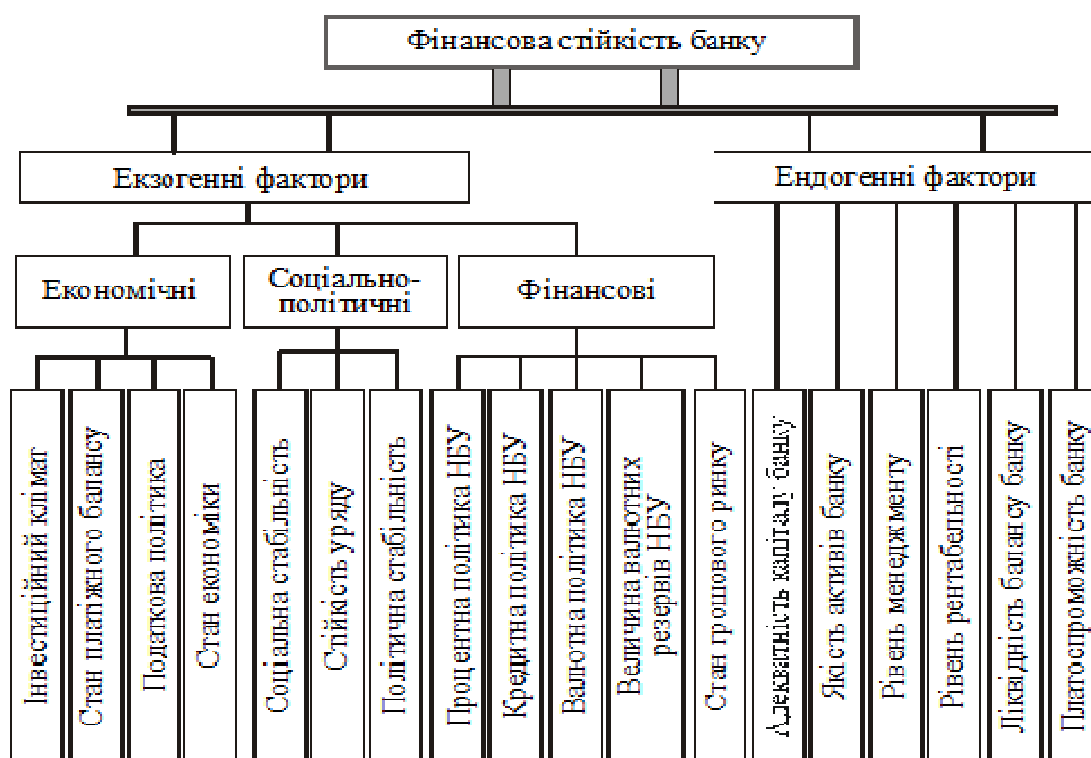 Фінансова стійкість банку
Екзогенні фактори
Ендогенні фактори
Економічні
Соціально-
політичні
Фінансові
Інвестиційний клімат
Стан платіжного балансу
Податкова політика
Стан економіки
Соціальна стабільність
Стійкість уряду
Політична стабільність
Процентна політика НБУ
Кредитна політика НБУ
Валютна політика НБУ
Величина валютних
резервів НБУ
Стан грошового ринку
Адекватність капіталу банку
Якість активів банку
Рівень менеджменту
Рівень рентабельності
Ліквідність балансу банку
Платоспроможність банку